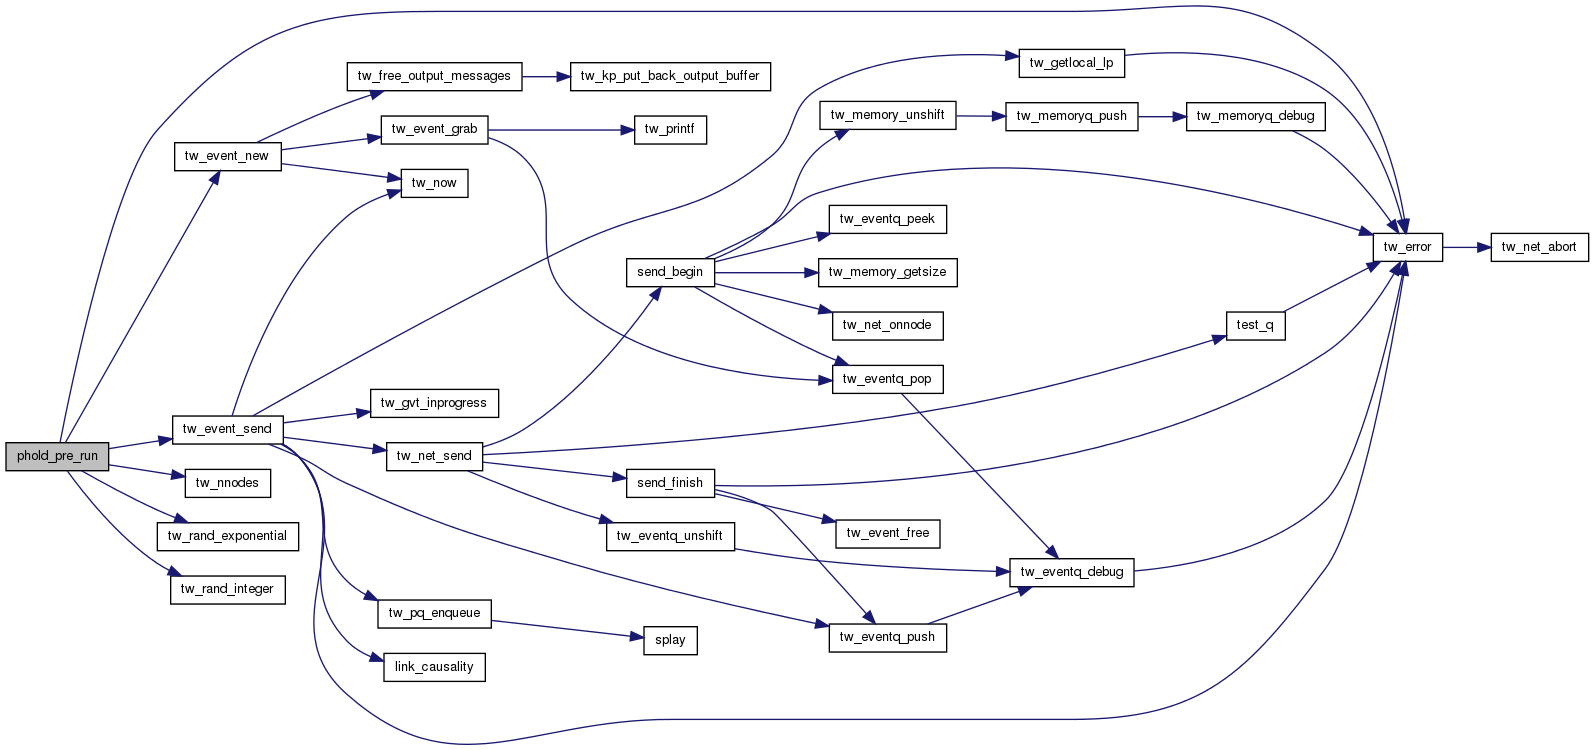 phold_pre_run
tw_event_new
tw_event_send
tw_nnodes
tw_rand_exponential
tw_rand_integer
tw_free_output_messages
tw_event_grab
tw_now
tw_gvt_inprogress
tw_net_send
tw_pq_enqueue
link_causality
tw_kp_put_back_output_buffer
tw_printf
send_begin
send_finish
tw_eventq_unshift
splay
tw_memory_unshift
tw_eventq_peek
tw_memory_getsize
tw_net_onnode
tw_eventq_pop
tw_event_free
tw_eventq_push
tw_getlocal_lp
tw_memoryq_push
tw_eventq_debug
tw_memoryq_debug
test_q
tw_error
tw_net_abort